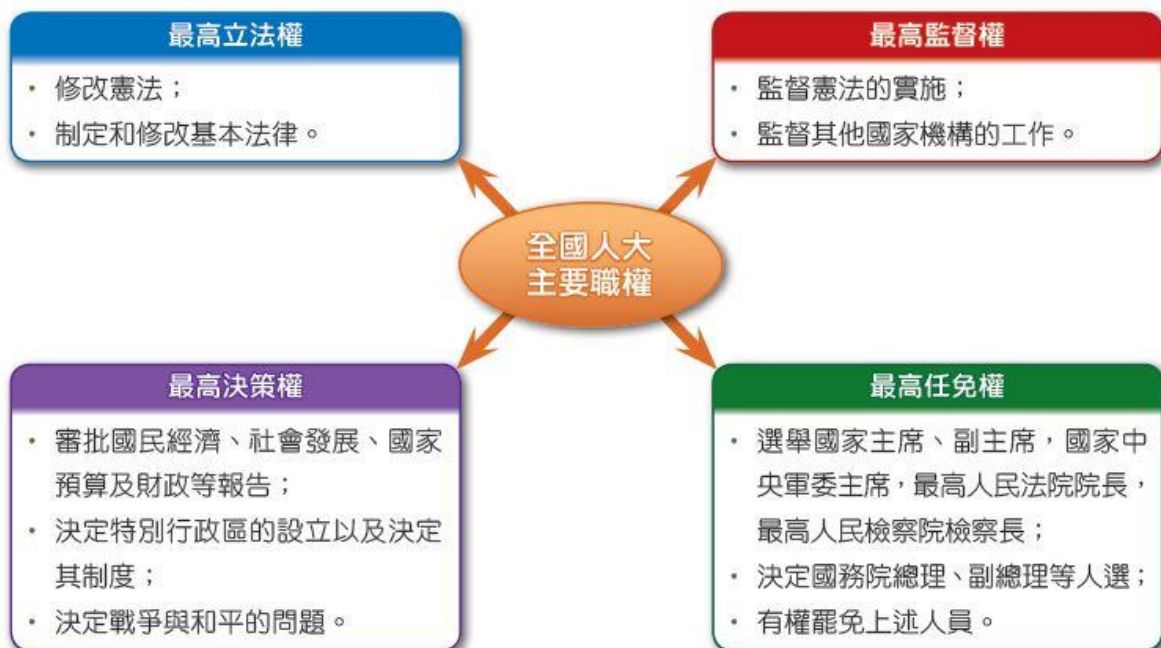 最高立法權
• 修改憲法；
• 制定和修改基本法律。
最高監督權
• 監督憲法的實施；
• 監督其他國家機構的工作。
全國人大
主要職權
最高決策權
• 審批國民經濟、社會發展、國家
預算及財政等報告；
• 決定特別行政區的設立以及決定
其制度；
• 決定戰爭與和平的問題。
最高任免權
• 選舉國家主席、副主席，國家中
央軍委主席，最高人民法院院長，
最高人民檢察院檢察長；
• 決定國務院總理、副總理等人選；
• 有權罷免上述人員。